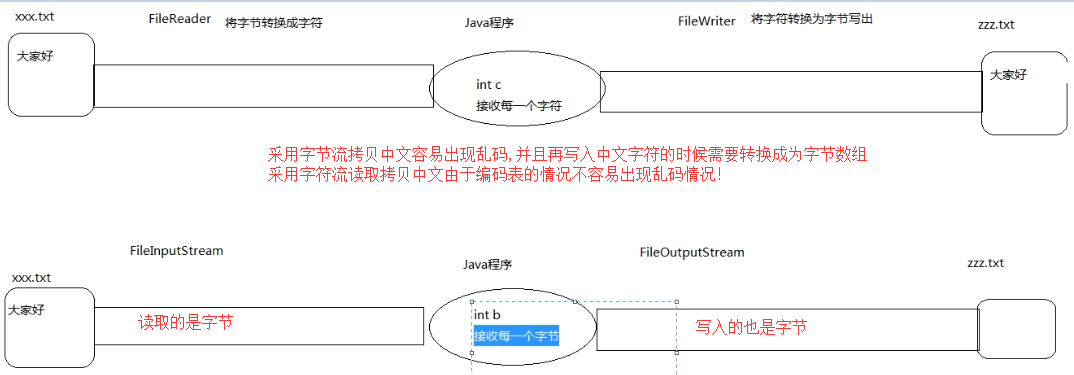 xxx.txt
FileReader
将字节转换成字符
Java程序
FileWriter
将字符转换为字节写出
zzz.txt
大家好
int c
接收每一个字符
大家好
采用字节流拷贝中文容易出现乱码,并且再写入中文字符的时候需要转换成为字节数组
采用字符流读取拷贝中文由于编码表的情况不容易出现乱码情况!
FileInputStream
Java程序
FileOutputStream
zzz.txt
xxx.txt
大家好
读取的是字节
int b
接收每一个字节
写入的也是字节